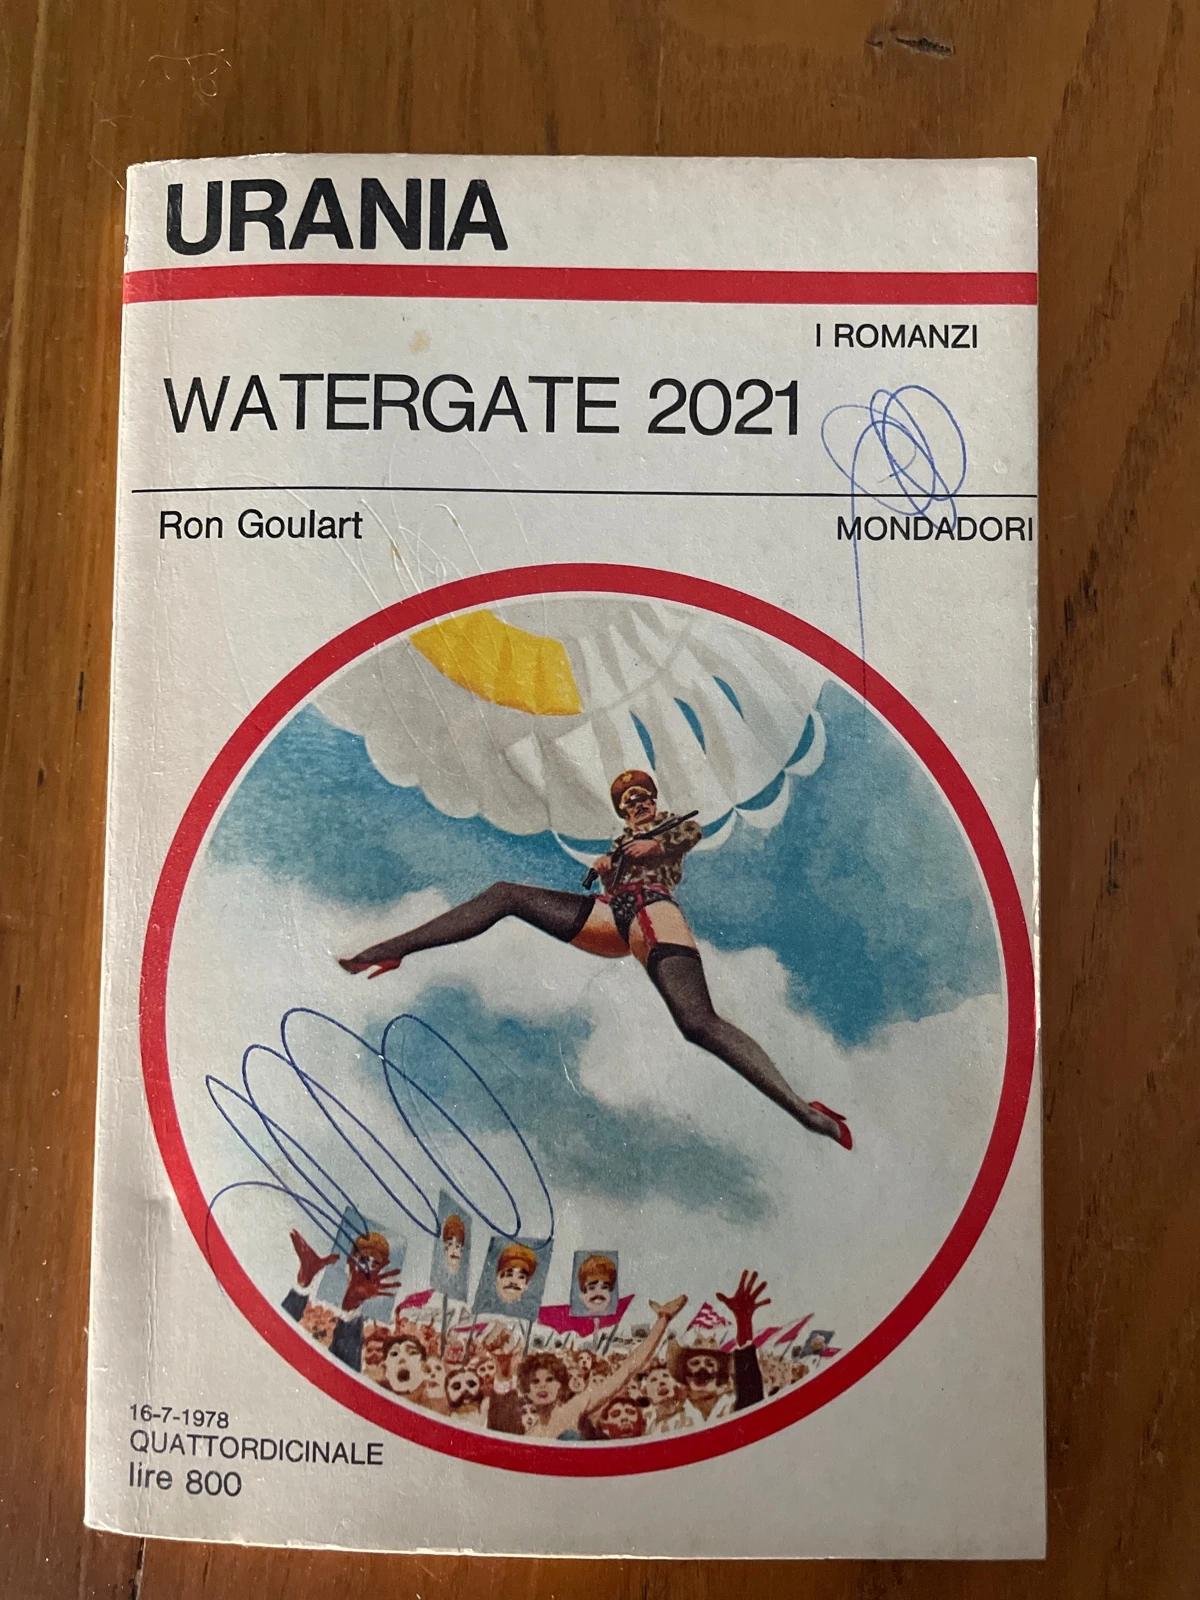 URANIA
I ROMANZI
WATERGATE 2021
Ron Goulart
MONDADORI
16-7-1978
QUATTORDICINALE
lire 800